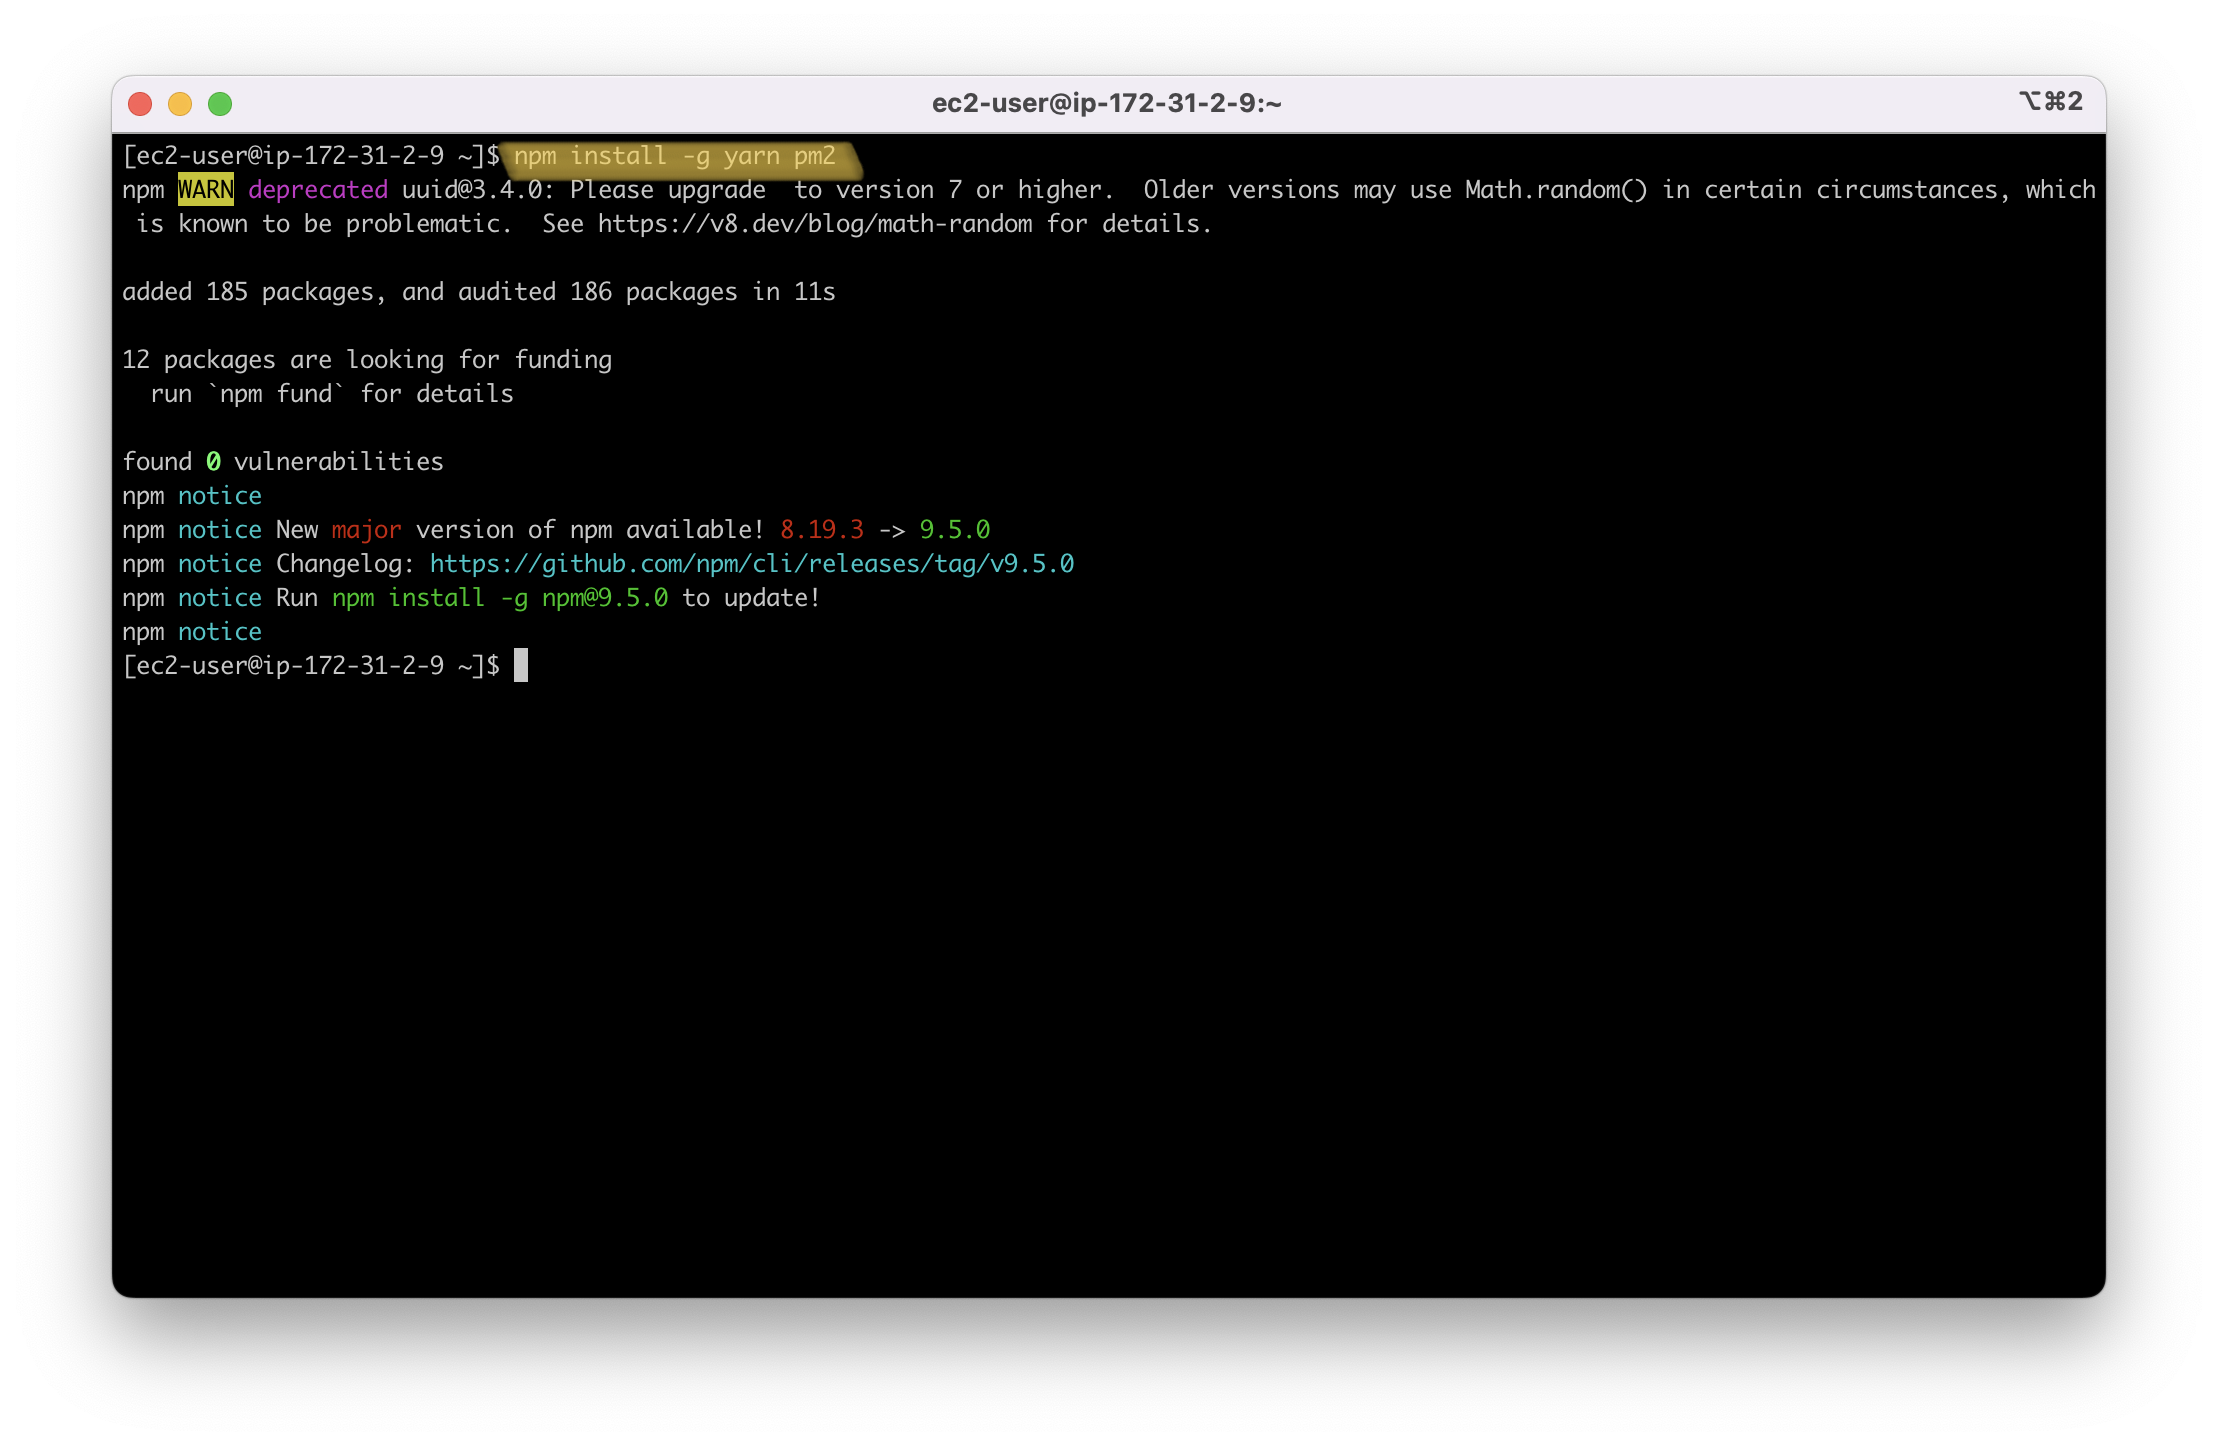 ec2-user@ip-172-31-2-9:~
⌥⌘2
[ec2-user@ip-172-31-2-9 ~]$ npm install -g yarn pm2
npm WARN deprecated uuid@3.4.0: Please upgrade  to version 7 or higher.  Older versions may use Math.random() in certain circumstances, which
 is known to be problematic.  See https://v8.dev/blog/math-random for details.
added 185 packages, and audited 186 packages in 11s
12 packages are looking for funding
  run `npm fund` for details
found 0 vulnerabilities
npm notice
npm notice New major version of npm available! 8.19.3 -> 9.5.0
npm notice Changelog: https://github.com/npm/cli/releases/tag/v9.5.0
npm notice Run npm install -g npm@9.5.0 to update!
npm notice
[ec2-user@ip-172-31-2-9 ~]$